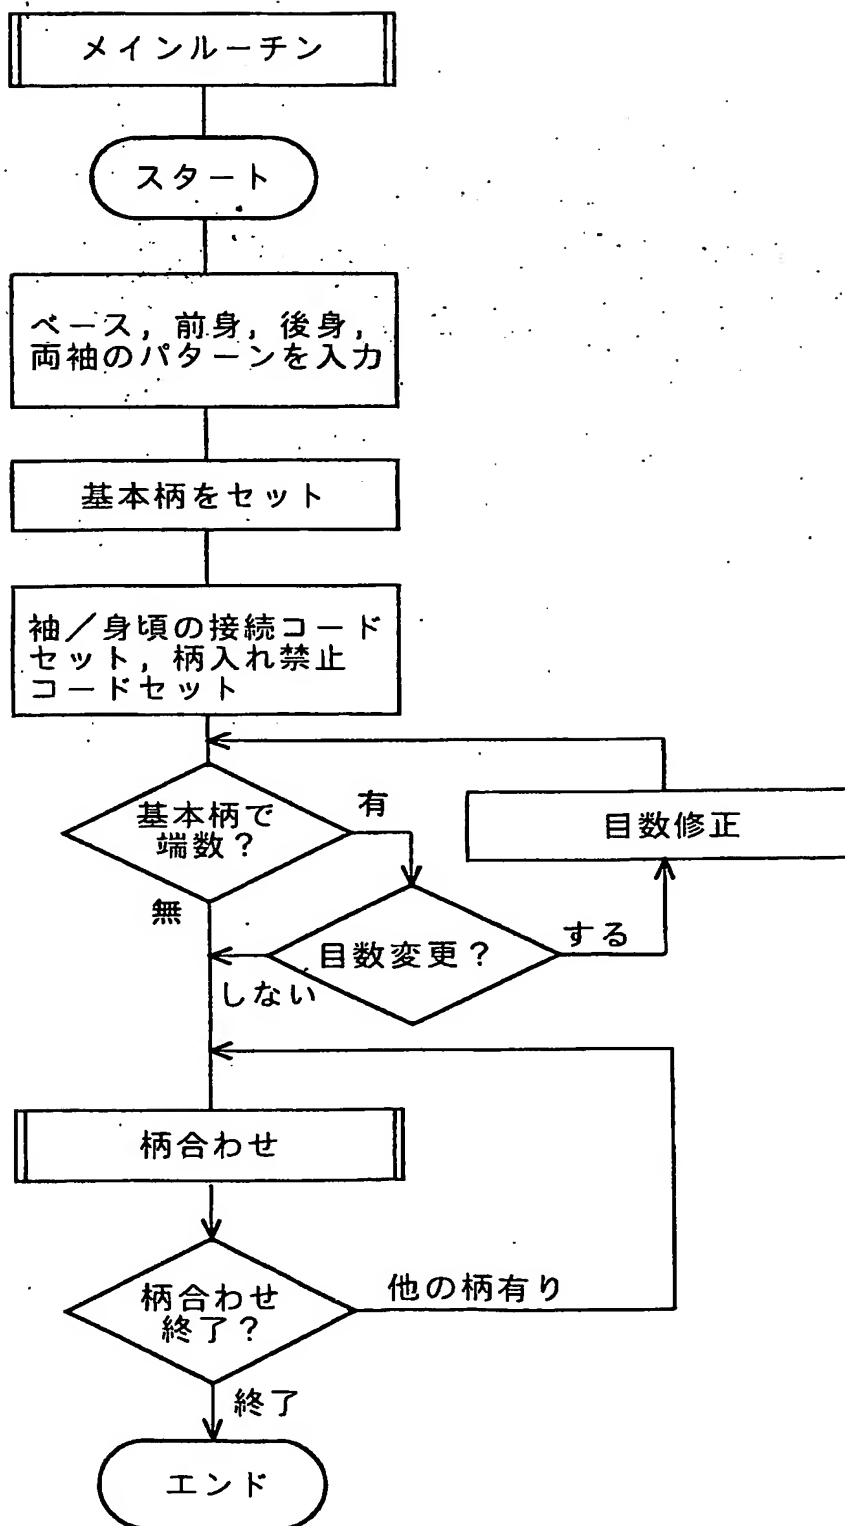 メインルーチン
スタート
ベース，前身，後身，
両袖のパターンを入力
基本柄をセット
袖／身頃の接続コード
セット，柄入れ禁止
コードセット
基本柄で
端数？
有
目数修正
無
目数変更？
する
しない
柄合わせ
柄合わせ
終了？
他の柄有り
終了
エンド